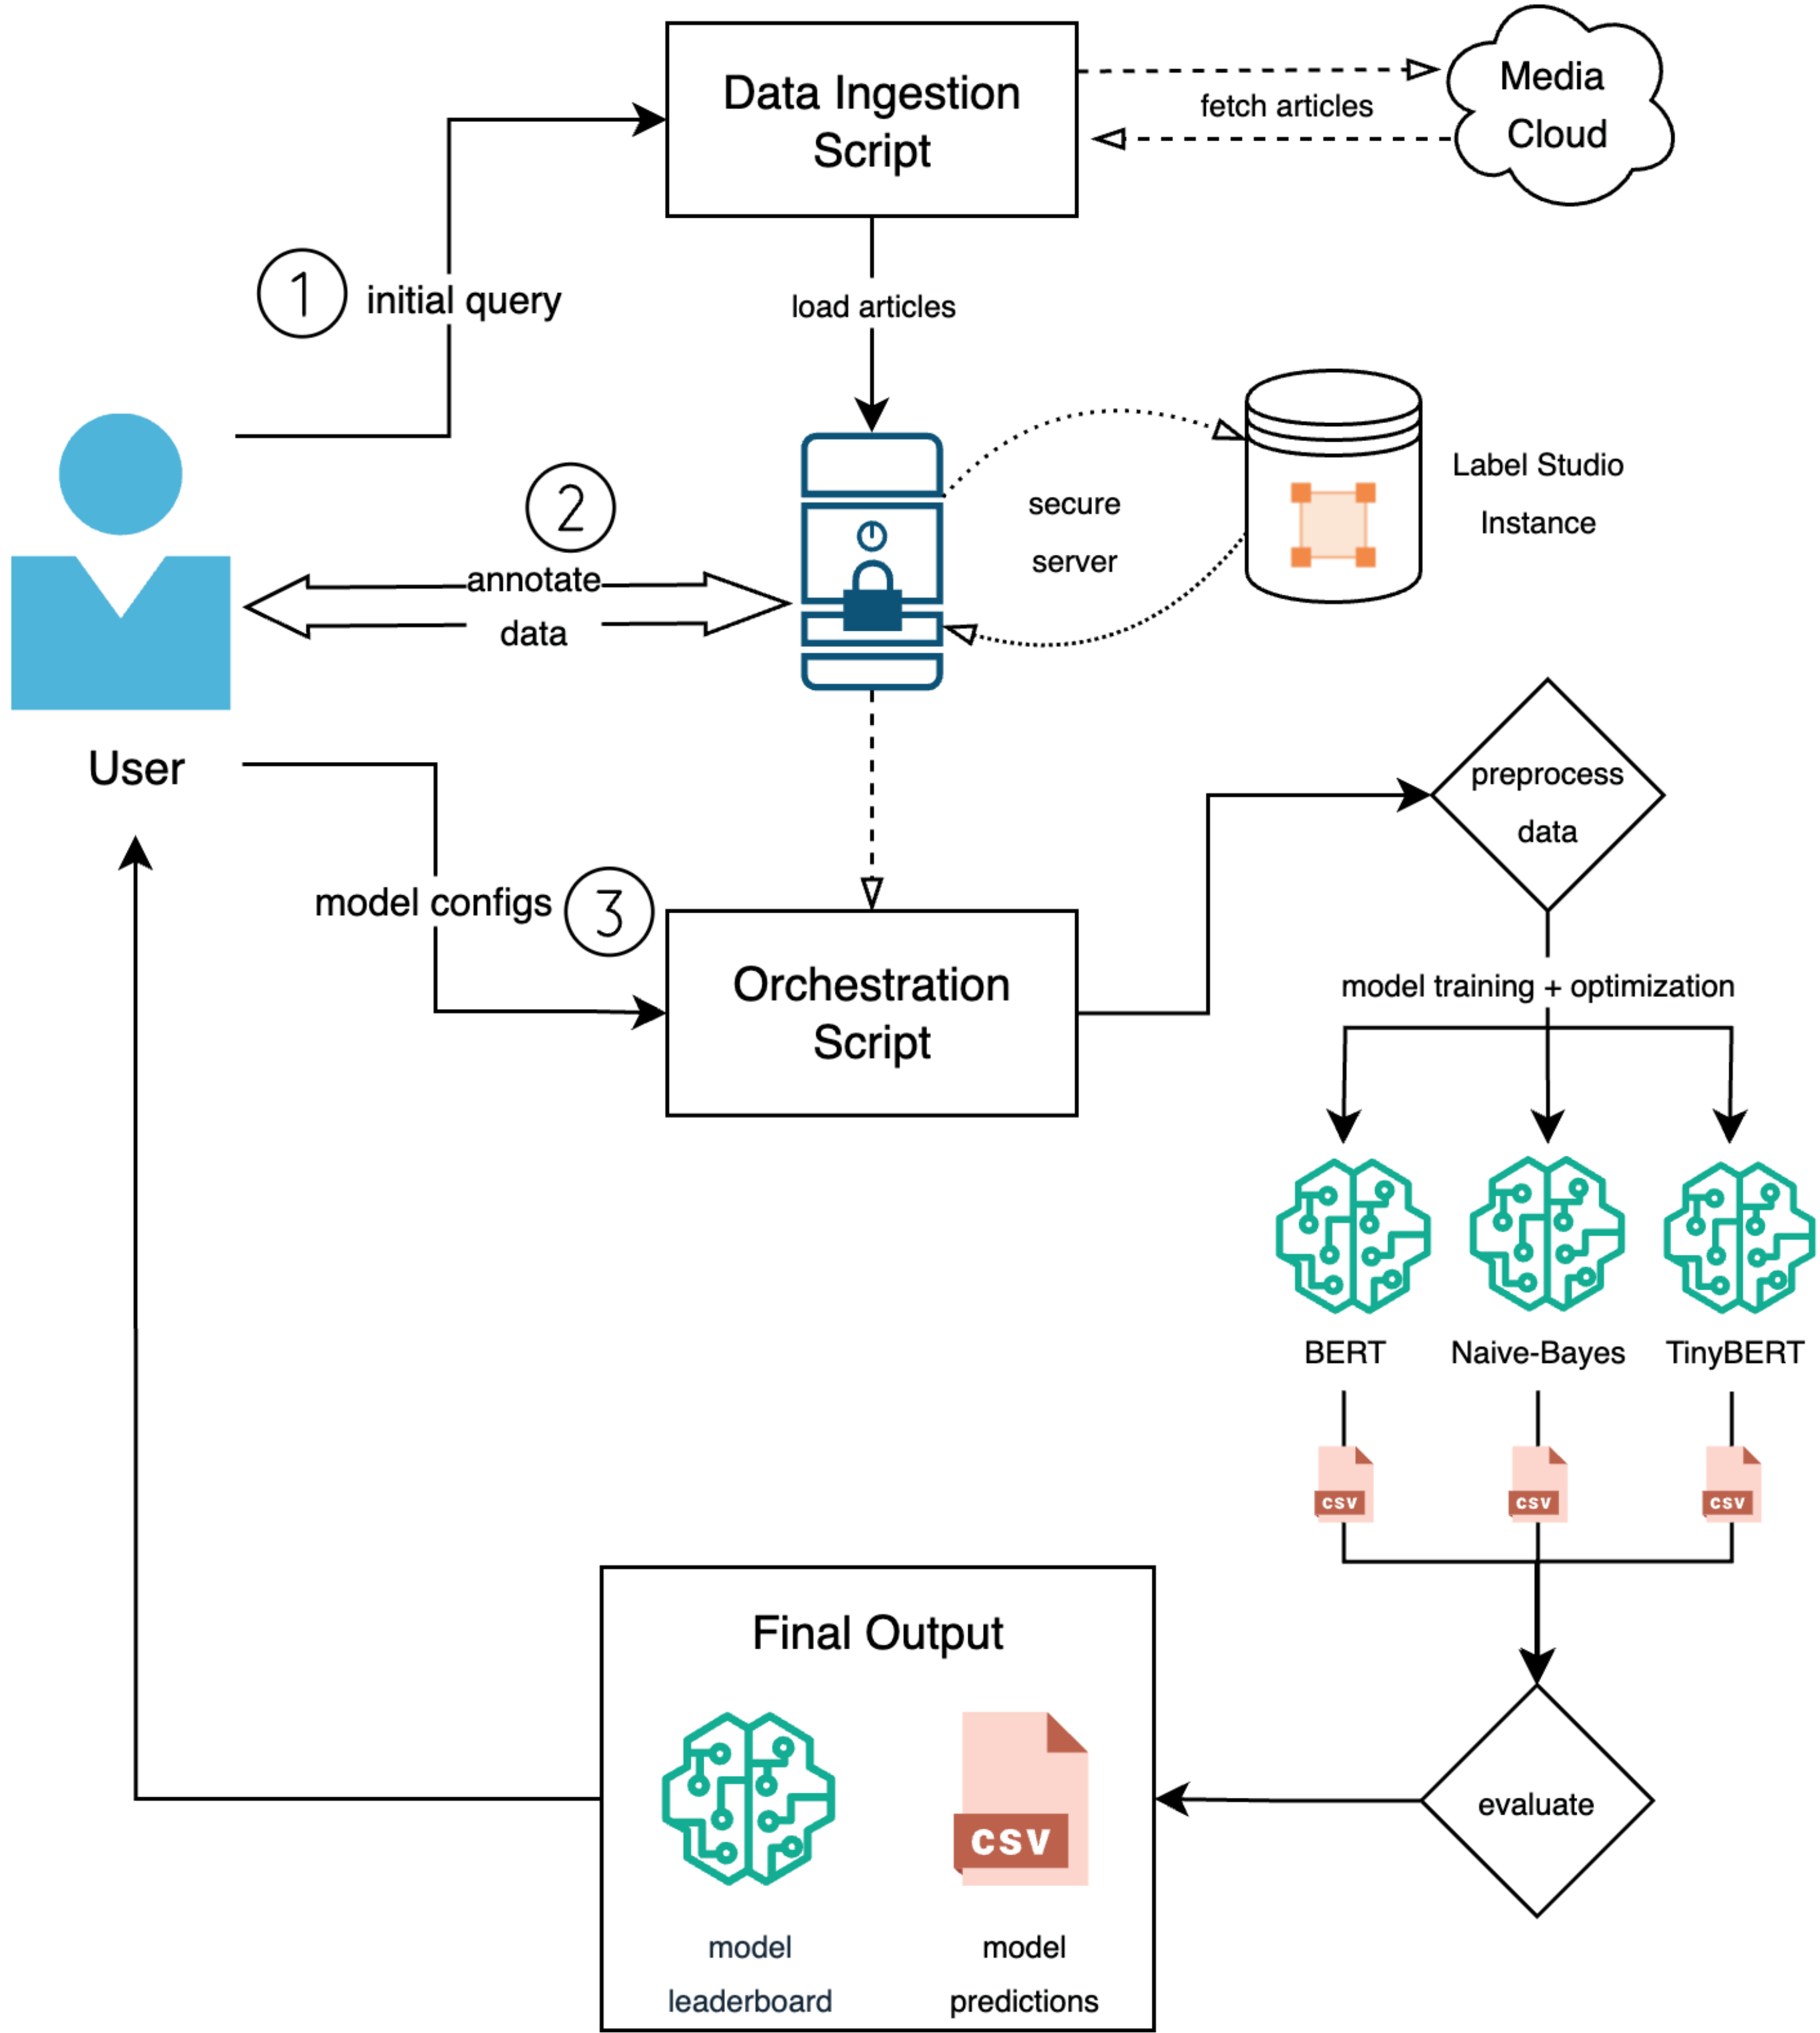 Data Ingestion
Script
fetch articles
Media
Cloud
1
initial query
load articles
2
annotate
data
secure
server
Label Studio
Instance
User
preprocess
data
model configs
3
Orchestration
Script
model training + optimization
BERT
Naive-Bayes
TinyBERT
csv
csv
csv
Final Output
csv
model
leaderboard
model
predictions
evaluate